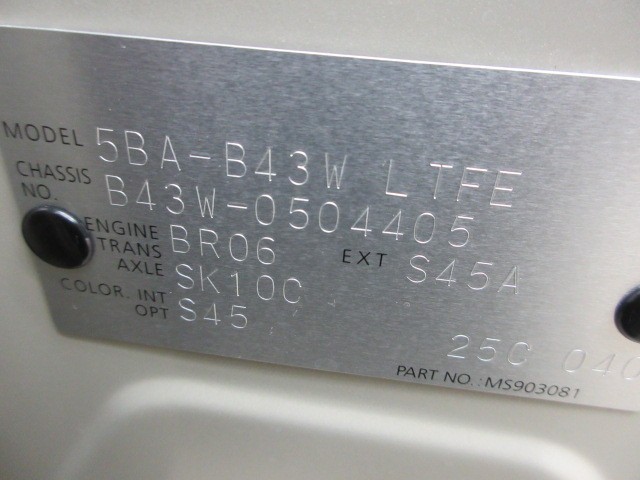 MODEL 5BA-B43W LTFE
CHASSIS NO. B43W-0504405
ENGINE BR06 EXT S45A
TRANS AXLE SK10C
COLOR. INT S45
OPT
25C 040
PART NO.:MS903081